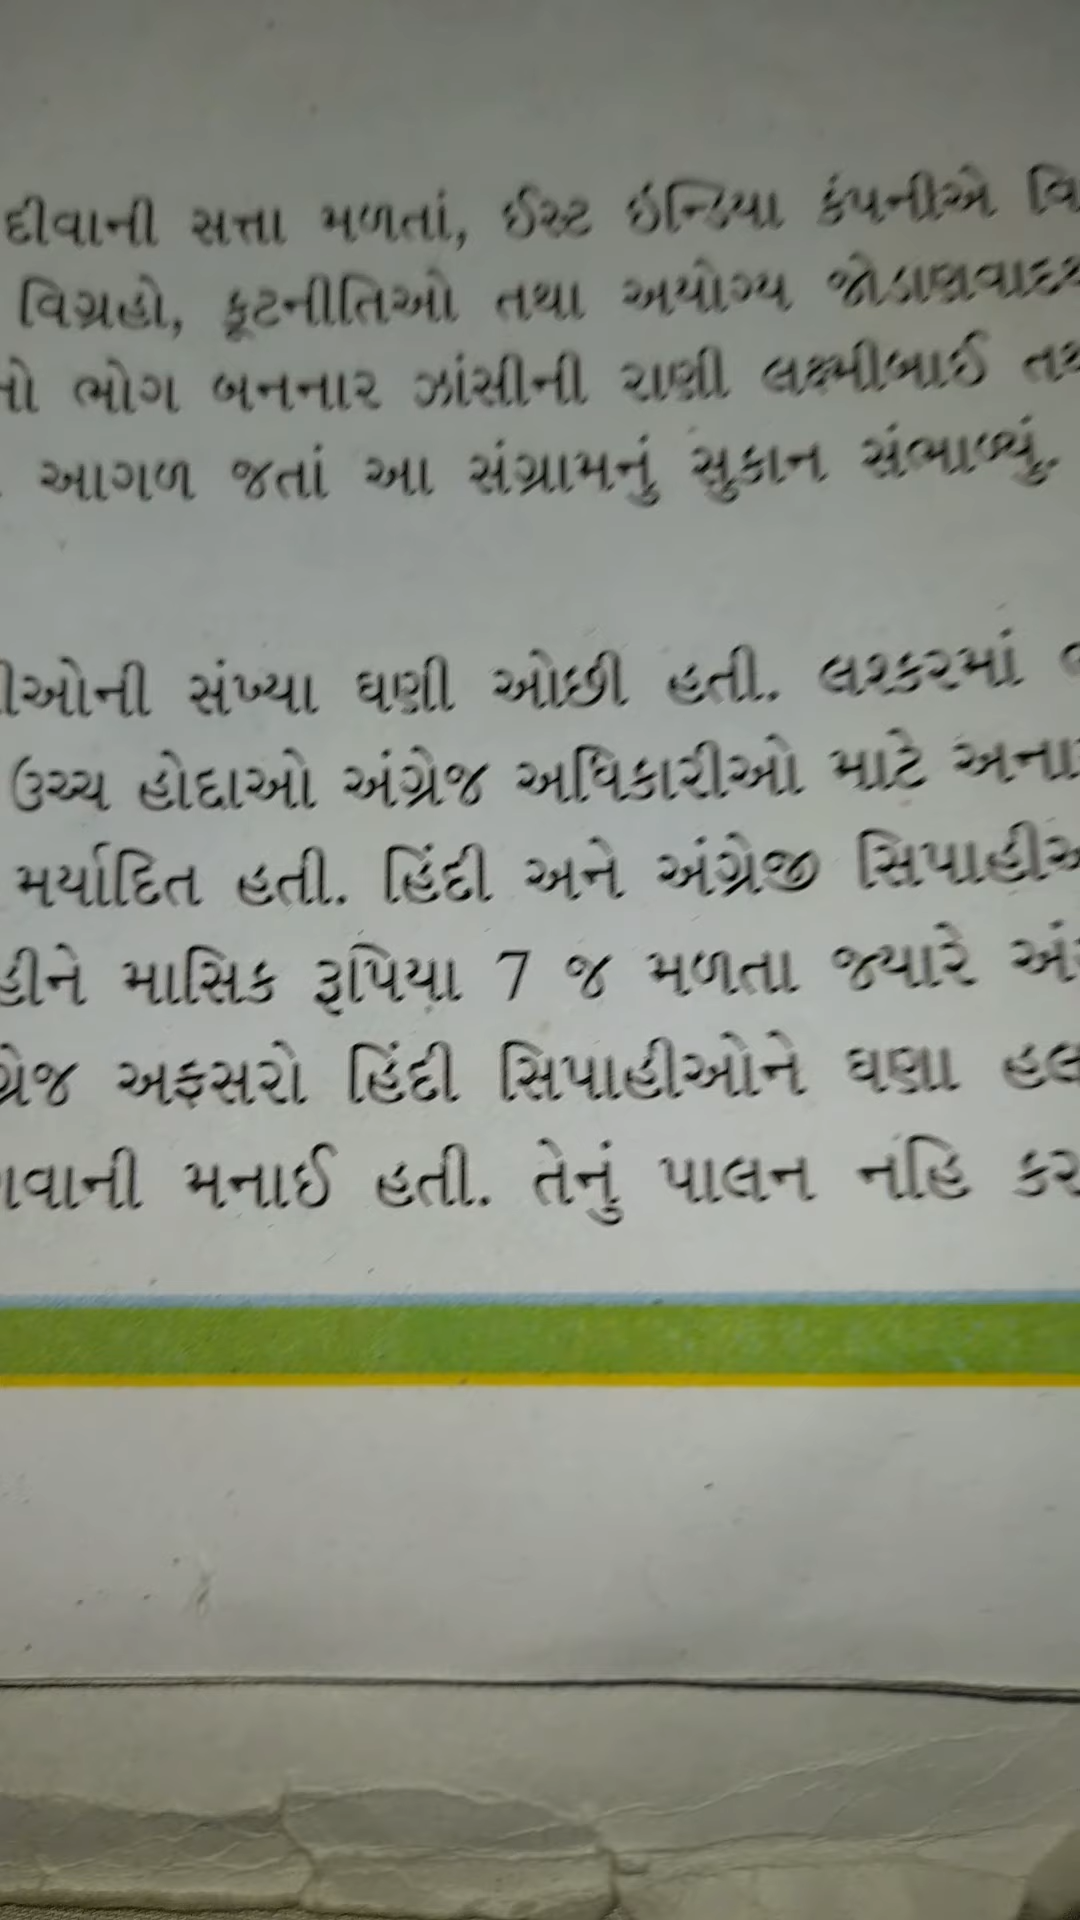 દીવાની સત્તા મળતાં, ઈસ્ટ ઇન્ડિયા કંપનીએ
વિગ્રહો, કૂટનીતિઓ તથા અયોગ્ય
ભોગ બનનાર ઝાંસીની રાણી લક્ષ્મીબાઈ
આગળ જતાં આ સંગ્રામનું સુકાન સંભાળ્યું.
સંખ્યા ઘણી ઓછી હતી. લશ્કરમાં
ઉચ્ચ હોદ્દાઓ અંગ્રેજ અધિકારીઓ માટે
મર્યાદિત હતી. હિંદી અને અંગ્રેજી
માસિક રૂપિયા 7 જ મળતા જ્યારે
અફસરો હિંદી સિપાહીઓને ઘણા
મનાઈ હતી. તેનું પાલન નહિ